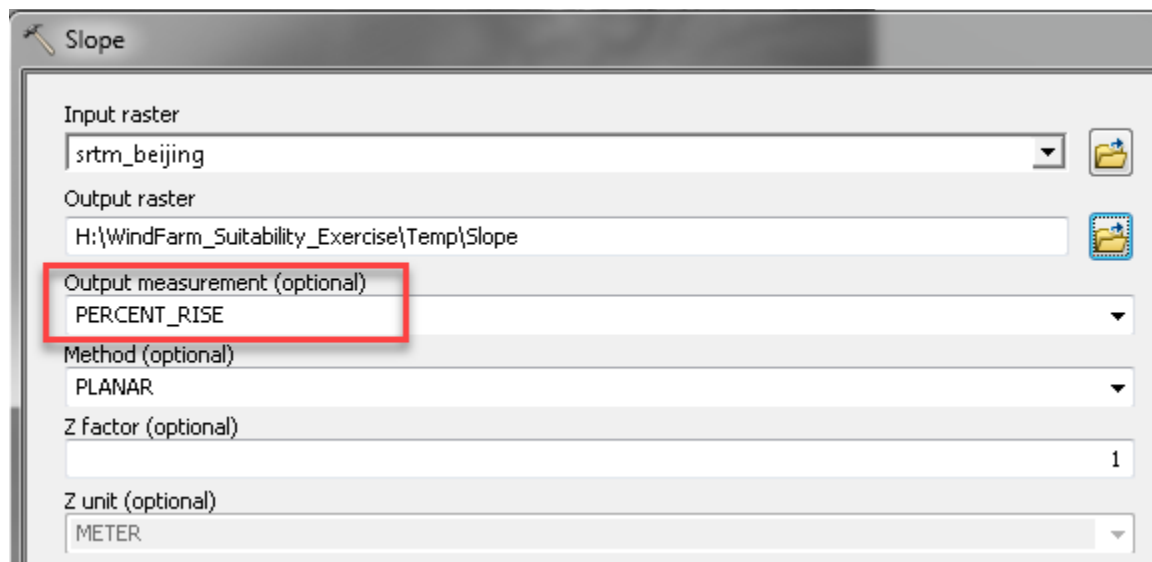 Slope
Input raster
srtm_beijing
Output raster
H:\WindFarm_Suitability_Exercise\Temp\Slope
Output measurement (optional)
PERCENT_RISE
Method (optional)
PLANAR
Z factor (optional)
1
Z unit (optional)
METER